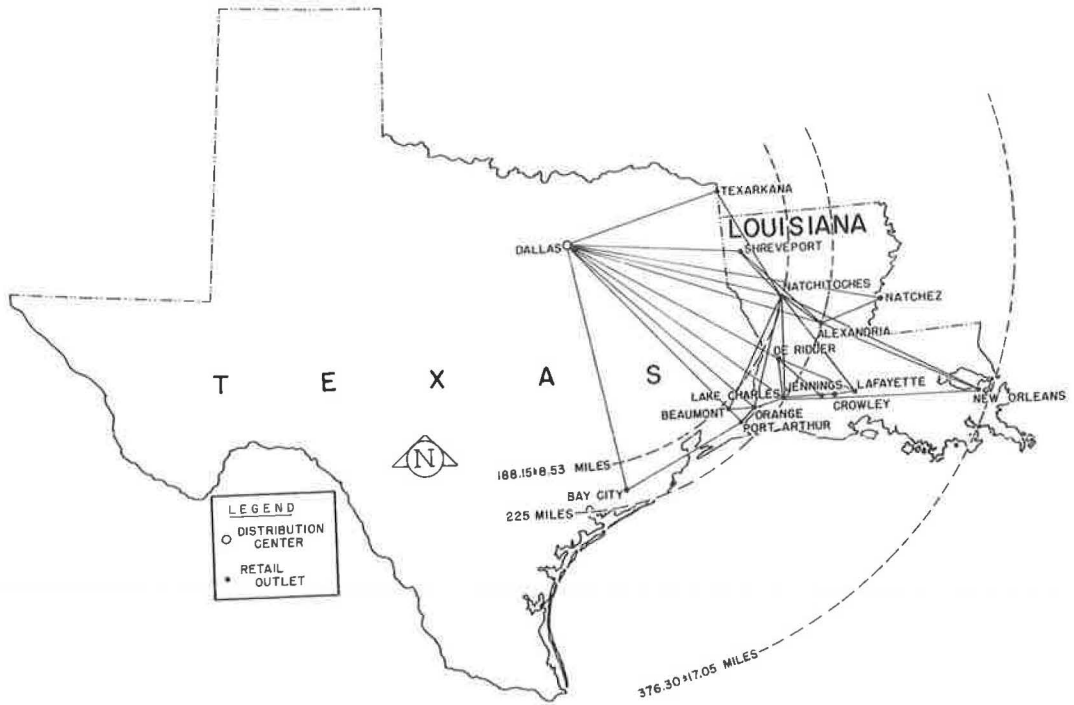 TEXARKANA
LOUISIANA
DALLAS
SHREVEPORT
NATCHITOCHES
NATCHEZ
ALEXANDRIA
DE RIDDER
T E X A S
LAKE CHARLES
JENNINGS
LAFAYETTE
NEW ORLEANS
CROWLEY
BEAUMONT
ORANGE
PORT ARTHUR
N
188.15±8.53 MILES
BAY CITY
225 MILES
LEGEND
DISTRIBUTION
CENTER
RETAIL
OUTLET
376.30±17.05 MILES